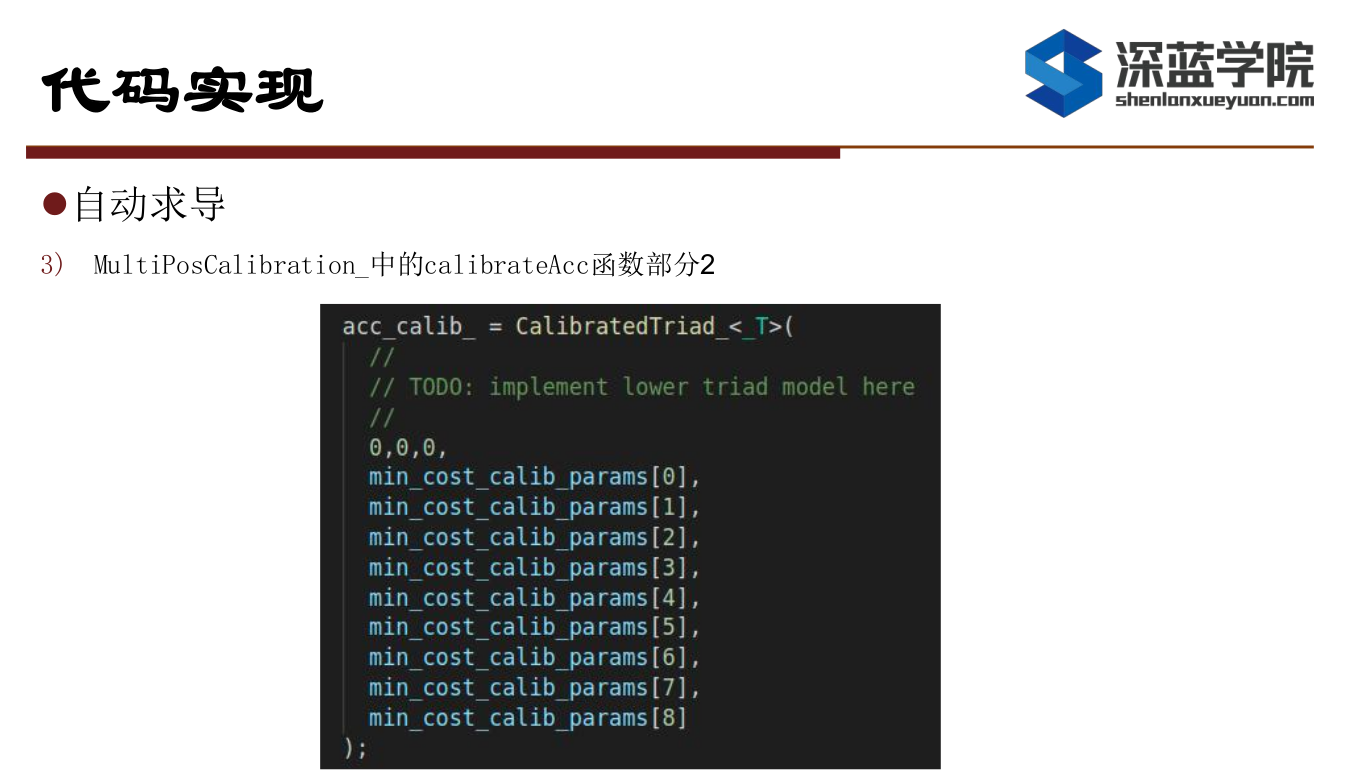 代码实现
深蓝学院
shenlanxueyuan.com
●自动求导
3) MultiPosCalibration_中的calibrateAcc函数部分2
acc_calib_ = CalibratedTriad_<_T>(
//
// TODO: implement lower triad model here
//
0,0,0,
min_cost_calib_params[0],
min_cost_calib_params[1],
min_cost_calib_params[2],
min_cost_calib_params[3],
min_cost_calib_params[4],
min_cost_calib_params[5],
min_cost_calib_params[6],
min_cost_calib_params[7],
min_cost_calib_params[8]
);